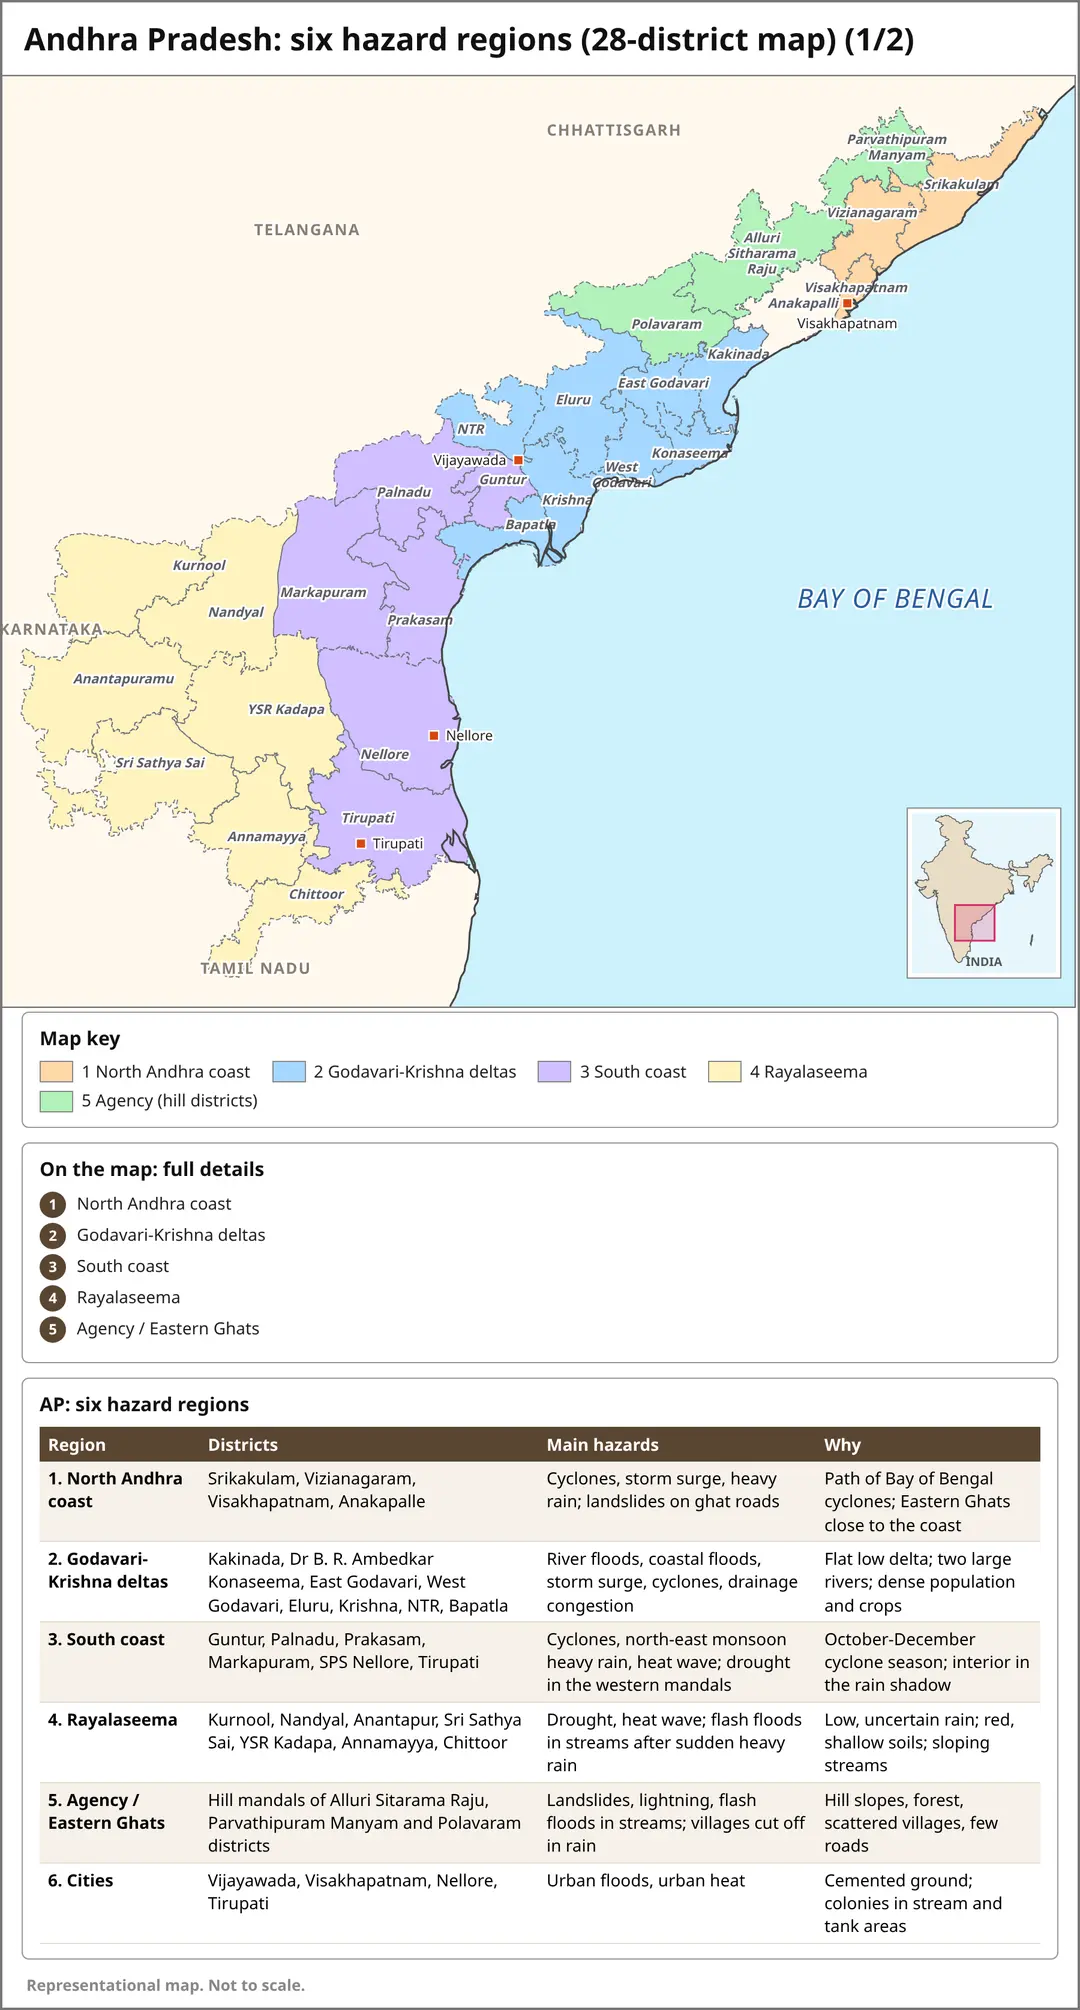 Andhra Pradesh: six hazard regions (28-district map) (1/2)
CHHATTISGARH
Parvathipuram
Manyam
Srikakulam
Vizianagaram
TELANGANA
Alluri
Sitharama
Raju
Visakhapatnam
Anakapalli
Visakhapatnam
Polavaram
Kakinada
East Godavari
Eluru
NTR
Konaseema
Vijayawada
West
Godavari
Guntur
Palnadu
Krishna
Bapatla
Kurnool
Markapuram
BAY OF BENGAL
Nandyal
Prakasam
KARNATAKA
Anantapuramu
YSR Kadapa
Nellore
Nellore
Sri Sathya Sai
Tirupati
Annamayya
Tirupati
Chittoor
TAMIL NADU
INDIA
Map key
1 North Andhra coast
2 Godavari-Krishna deltas
3 South coast
4 Rayalaseema
5 Agency (hill districts)
On the map: full details
1 North Andhra coast
2 Godavari-Krishna deltas
3 South coast
4 Rayalaseema
5 Agency / Eastern Ghats
AP: six hazard regions
Region Districts Main hazards Why
1. North Andhra Srikakulam, Vizianagaram, Cyclones, storm surge, heavy Path of Bay of Bengal
coast Visakhapatnam, Anakapalle rain; landslides on ghat roads cyclones; Eastern Ghats
close to the coast
2. Godavari- Kakinada, Dr B. R. Ambedkar River floods, coastal floods, Flat low delta; two large
Krishna deltas Konaseema, East Godavari, West storm surge, cyclones, drainage rivers; dense population
Godavari, Eluru, Krishna, NTR, Bapatla congestion and crops
3. South coast Guntur, Palnadu, Prakasam, Cyclones, north-east monsoon October-December
Markapuram, SPS Nellore, Tirupati heavy rain, heat wave; drought cyclone season; interior in
in the western mandals the rain shadow
4. Rayalaseema Kurnool, Nandyal, Anantapur, Sri Sathya Drought, heat wave; flash floods Low, uncertain rain; red,
Sai, YSR Kadapa, Annamayya, Chittoor in streams after sudden heavy shallow soils; sloping
rain streams
5. Agency / Hill mandals of Alluri Sitarama Raju, Landslides, lightning, flash Hill slopes, forest,
Eastern Ghats Parvathipuram Manyam and Polavaram floods in streams; villages cut off scattered villages, few
districts in rain roads
6. Cities Vijayawada, Visakhapatnam, Nellore, Urban floods, urban heat Cemented ground;
Tirupati colonies in stream and
tank areas
Representational map. Not to scale.